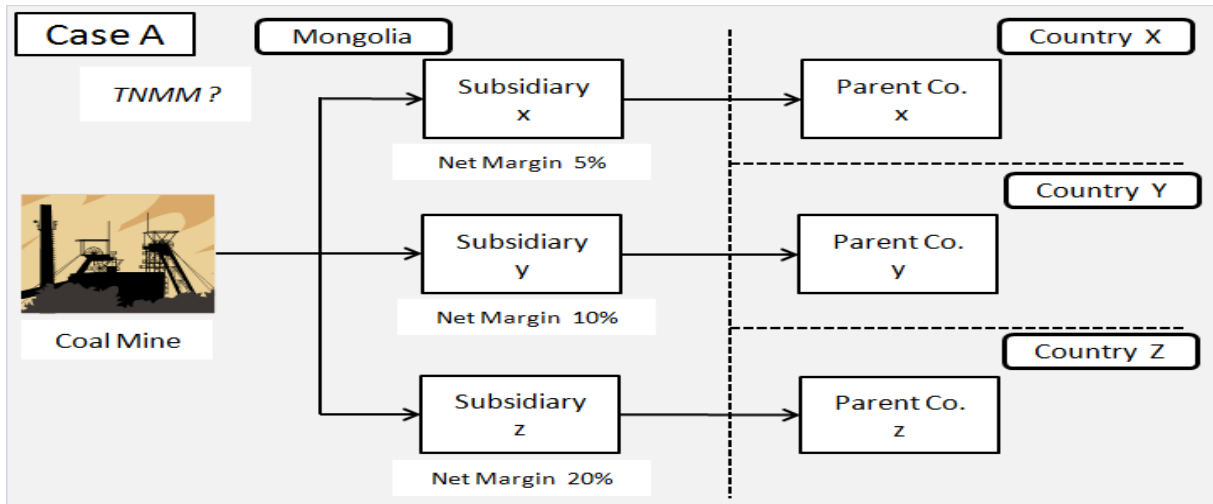 Case A
Mongolia
Country X
TNMM ?
Subsidiary
x
Parent Co.
x
Net Margin 5%
Country Y
Subsidiary
y
Parent Co.
y
Net Margin 10%
Coal Mine
Country Z
Subsidiary
z
Parent Co.
z
Net Margin 20%